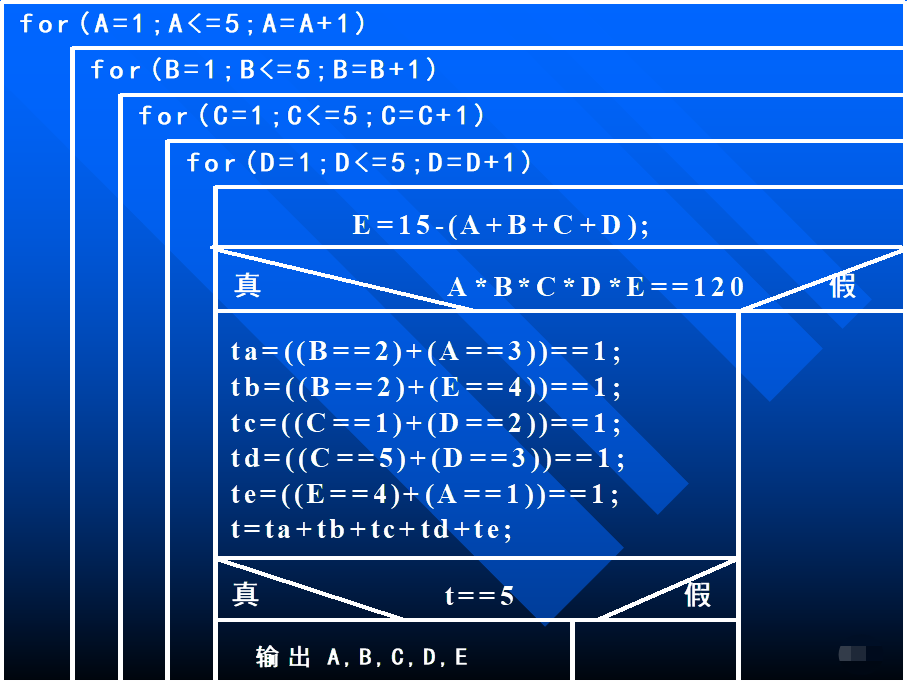 for(A=1;A<=5;A=A+1)
for(B=1;B<=5;B=B+1)
for(C=1;C<=5;C=C+1)
for(D=1;D<=5;D=D+1)
E=15-(A+B+C+D);
真 A*B*C*D*E==120 假
ta=((B==2)+(A==3))==1;
tb=((B==2)+(E==4))==1;
tc=((C==1)+(D==2))==1;
td=((C==5)+(D==3))==1;
te=((E==4)+(A==1))==1;
t=ta+tb+tc+td+te;
真 t==5 假
输出 A,B,C,D,E